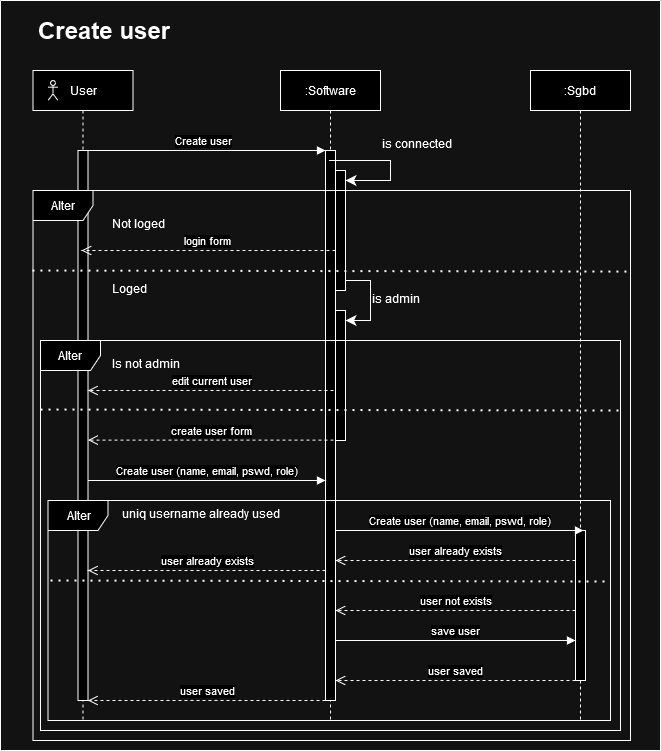 Create user
User
:Software
:Sgbd
Create user
is connected
Alter
Not loged
login form
Loged
is admin
Alter
Is not admin
edit current user
create user form
Create user (name, email, pswd, role)
Alter
uniq username already used
Create user (name, email, pswd, role)
user already exists
user already exists
user not exists
save user
user saved
user saved